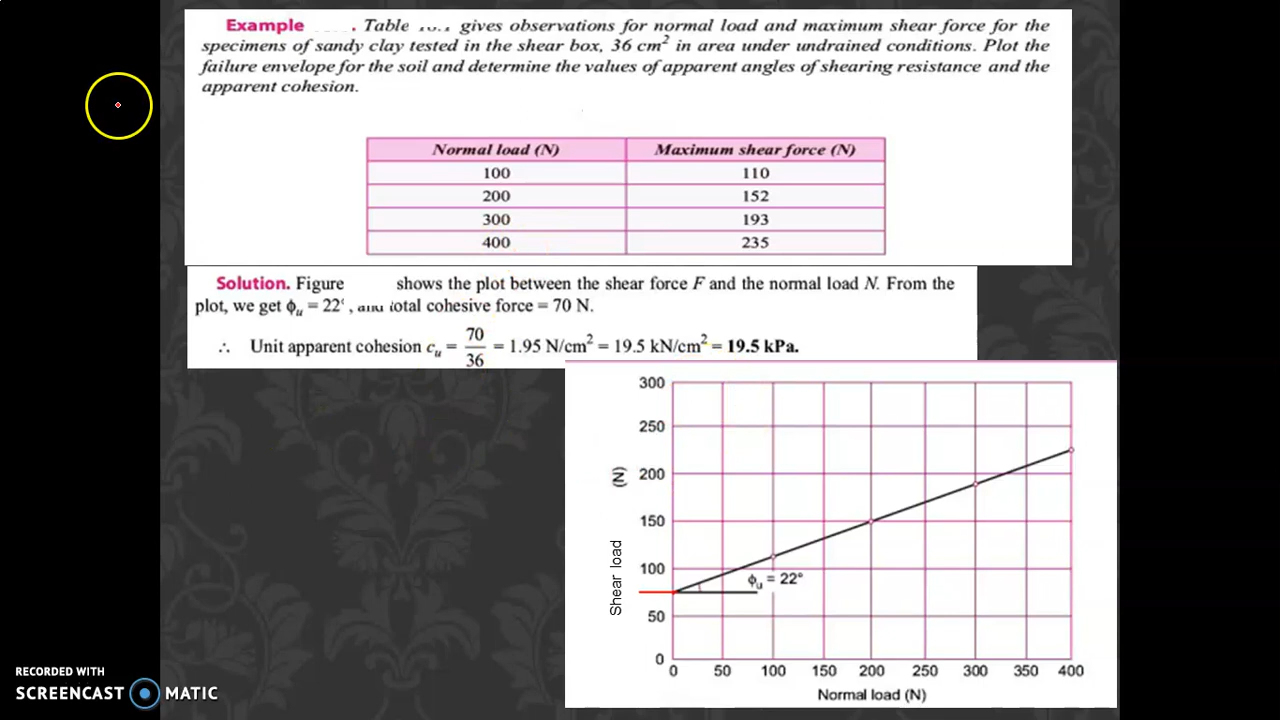 Example . Table gives observations for normal load and maximum shear force for the
specimens of sandy clay tested in the shear box, 36 cm² in area under undrained conditions. Plot the
failure envelope for the soil and determine the values of apparent angles of shearing resistance and the
apparent cohesion.
Normal load (N) Maximum shear force (N)
100 110
200 152
300 193
400 235
Solution. Figure shows the plot between the shear force F and the normal load N. From the
plot, we get ϕu = 22° , and total cohesive force = 70 N.
∴ Unit apparent cohesion cu = 70/36 = 1.95 N/cm² = 19.5 kN/cm² = 19.5 kPa.
300
250
200
150
100
50
0
Shear load (N)
ϕu = 22°
0 50 100 150 200 250 300 350 400
Normal load (N)
RECORDED WITH
SCREENCAST MATIC